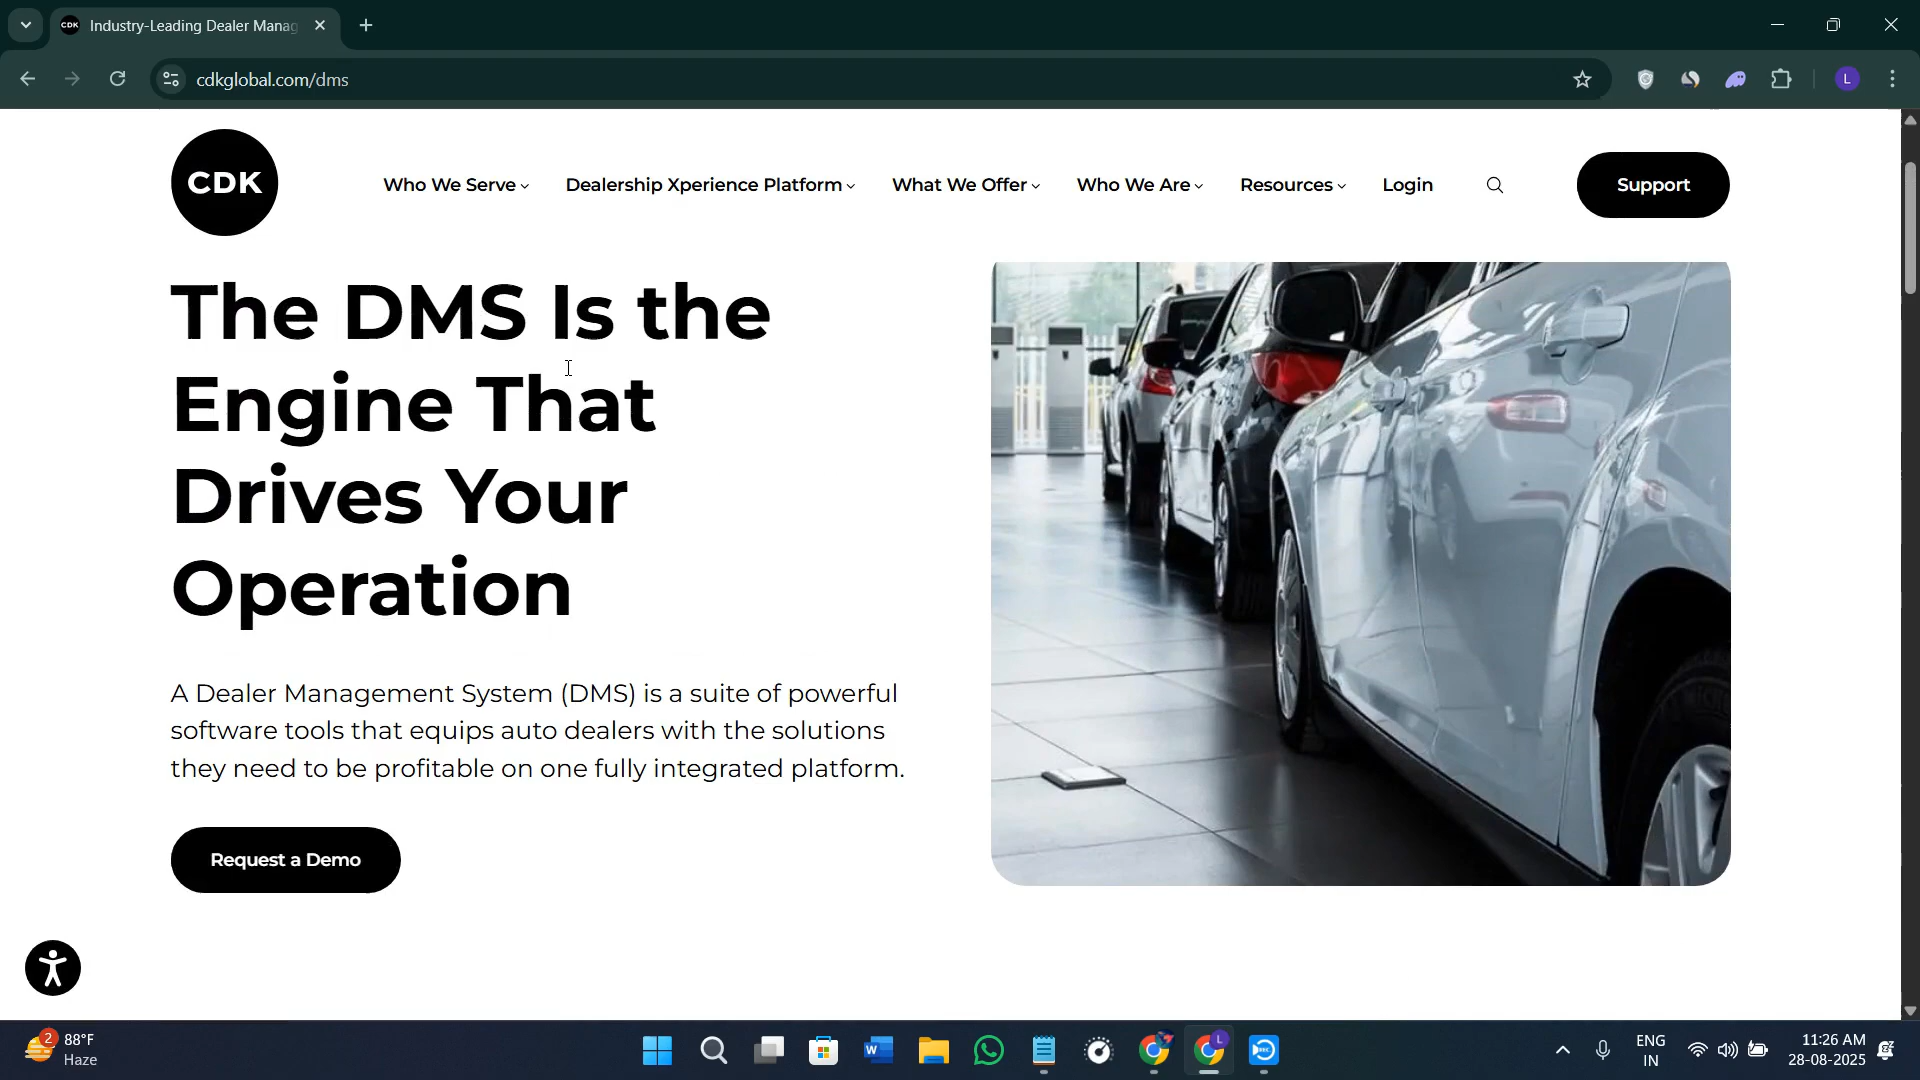 CDK
Industry-Leading Dealer Manag
cdkglobal.com/dms
L
CDK
Who We Serve
Dealership Xperience Platform
What We Offer
Who We Are
Resources
Login
Support
The DMS Is the
Engine That
Drives Your
Operation
A Dealer Management System (DMS) is a suite of powerful
software tools that equips auto dealers with the solutions
they need to be profitable on one fully integrated platform.
Request a Demo
2
88°F
Haze
W
L
REC
ENG
IN
11:26 AM
28-08-2025